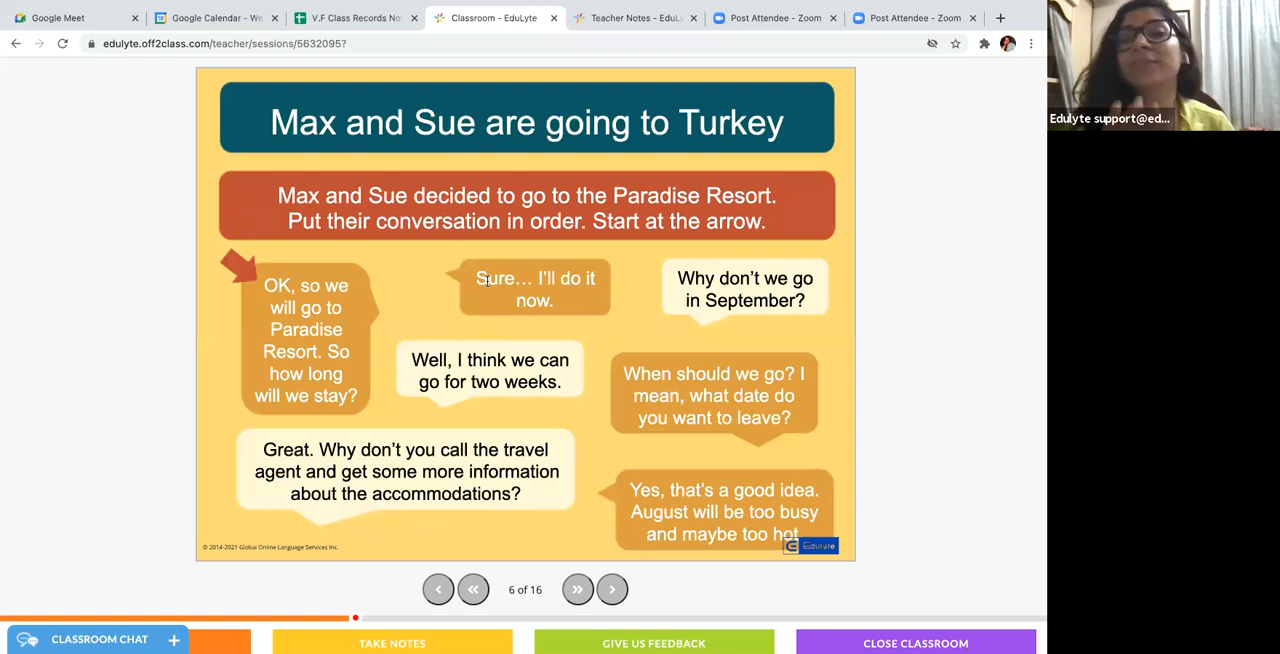 Google Meet
Google Calendar - We
V.F Class Records No
Classroom - EduLyte
Teacher Notes - EduL
Post Attendee - Zoom
Post Attendee - Zoom
edulyte.off2class.com/teacher/sessions/5632095?
Edulyte support@ed...
Max and Sue are going to Turkey
Max and Sue decided to go to the Paradise Resort.
Put their conversation in order. Start at the arrow.
OK, so we
will go to
Paradise
Resort. So
how long
will we stay?
Sure… I’ll do it
now.
Why don’t we go
in September?
Well, I think we can
go for two weeks.
When should we go? I
mean, what date do
you want to leave?
Great. Why don’t you call the travel
agent and get some more information
about the accommodations?
Yes, that’s a good idea.
August will be too busy
and maybe too hot
© 2014-2021 Global Online Language Services Inc.
Edulyte
6 of 16
CLASSROOM CHAT
TAKE NOTES
GIVE US FEEDBACK
CLOSE CLASSROOM